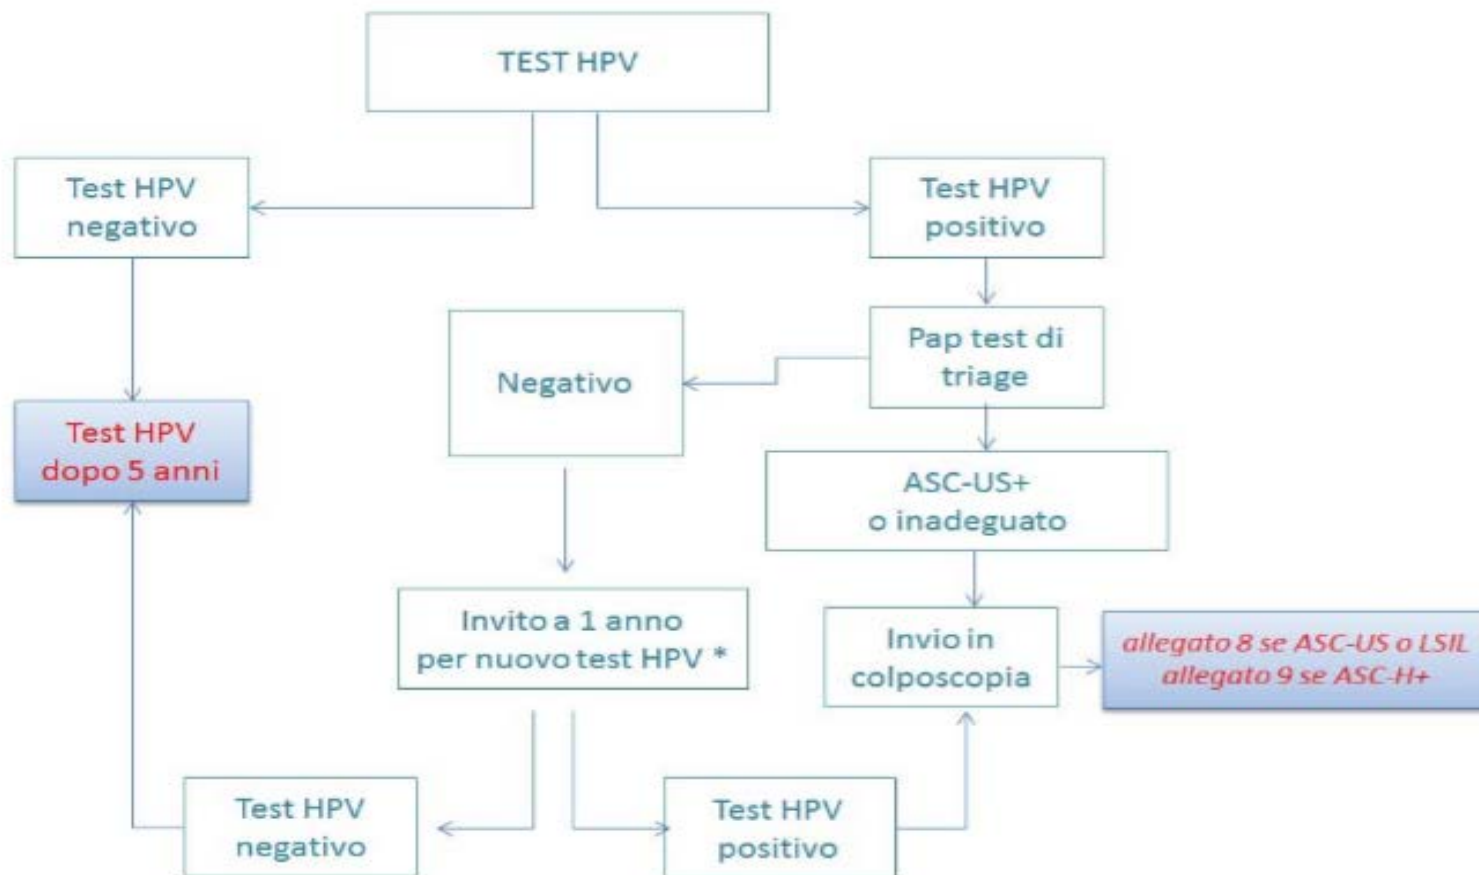 TEST HPV
Test HPV
negativo
Test HPV
positivo
Pap test di
triage
Negativo
Test HPV
dopo 5 anni
ASC-US+
o inadeguato
Invito a 1 anno
per nuovo test HPV *
Invio in
colposcopia
allegato 8 se ASC-US o LSIL
allegato 9 se ASC-H+
Test HPV
negativo
Test HPV
positivo